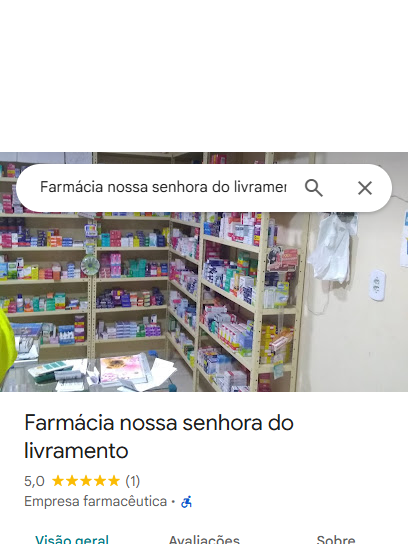 Farmácia nossa senhora do livramen
Farmácia nossa senhora do
livramento
5,0 (1)
Empresa farmacêutica ·
Visão geral Avaliações Sobre